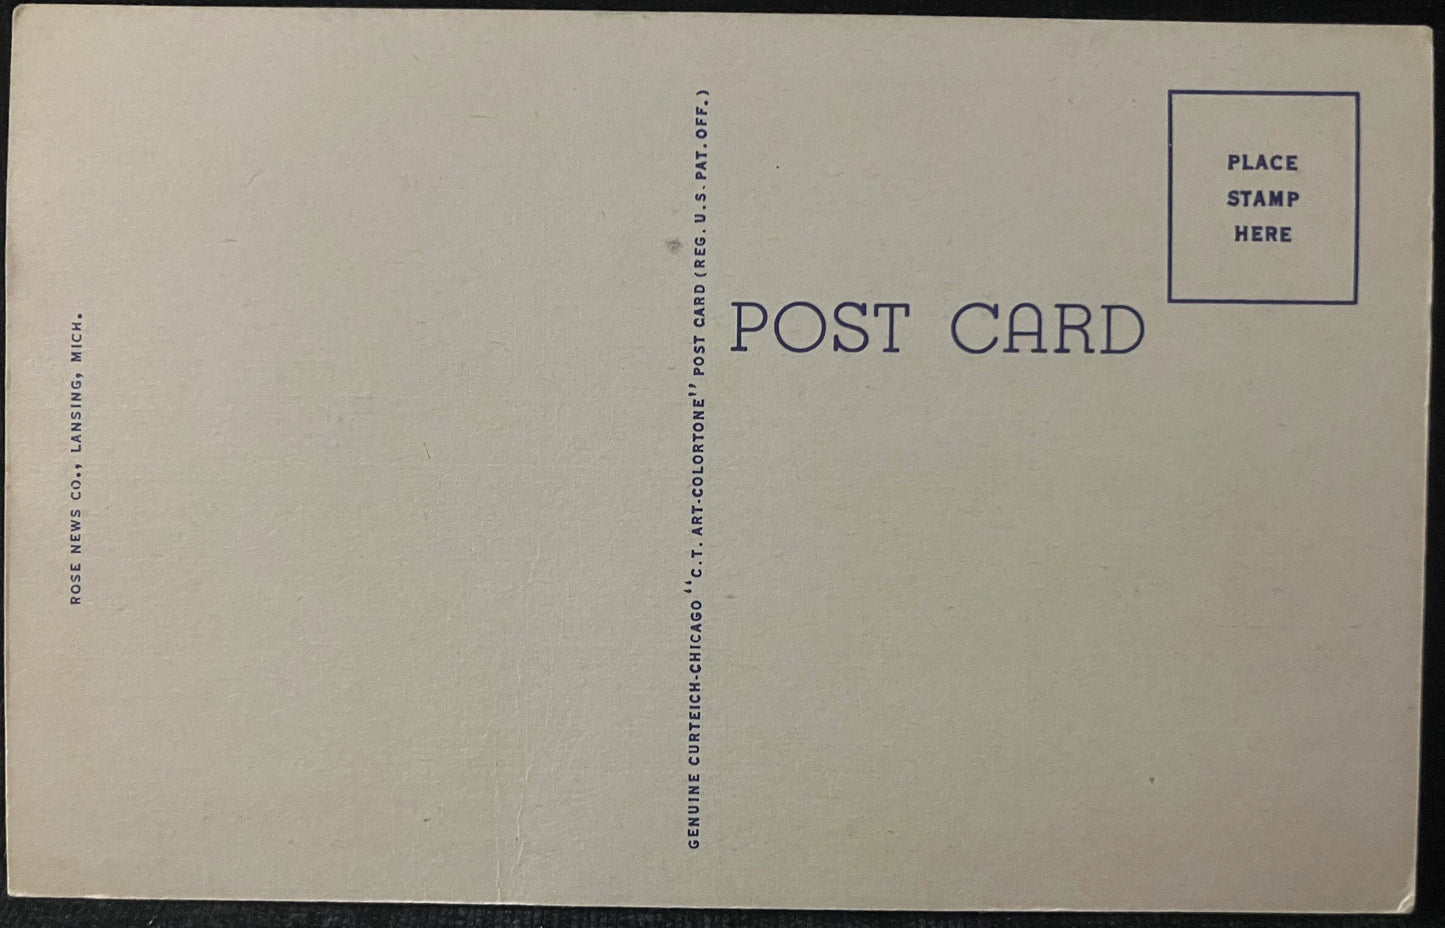 ROSE NEWS CO., LANSING, MICH.
GENUINE CURTEICH-CHICAGO "C.T. ART-COLORTONE" POST CARD (REG. U.S. PAT. OFF.)
POST CARD
PLACE
STAMP
HERE